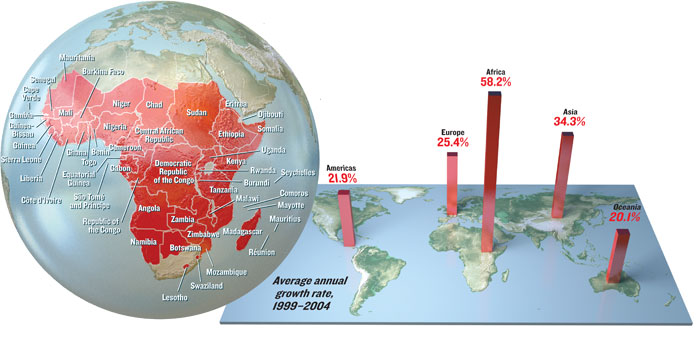 Mauritania
Burkina Faso
Senegal
Cape
Verde
Gambia
Guinea-
Bissau
Guinea
Sierra Leone
Liberia
Côte d'Ivoire
Mali
Niger
Chad
Sudan
Eritrea
Djibouti
Somalia
Ethiopia
Nigeria
Central African
Republic
Cameroon
Ghana
Benin
Togo
Gabon
Equatorial
Guinea
São Tomé
and Príncipe
Republic of
the Congo
Democratic
Republic
of the Congo
Uganda
Kenya
Rwanda
Burundi
Seychelles
Tanzania
Malawi
Comoros
Mayotte
Mauritius
Réunion
Madagascar
Angola
Zambia
Zimbabwe
Namibia
Botswana
Mozambique
Swaziland
Lesotho
Americas
21.9%
Europe
25.4%
Africa
58.2%
Asia
34.3%
Oceania
20.1%
Average annual
growth rate,
1999–2004